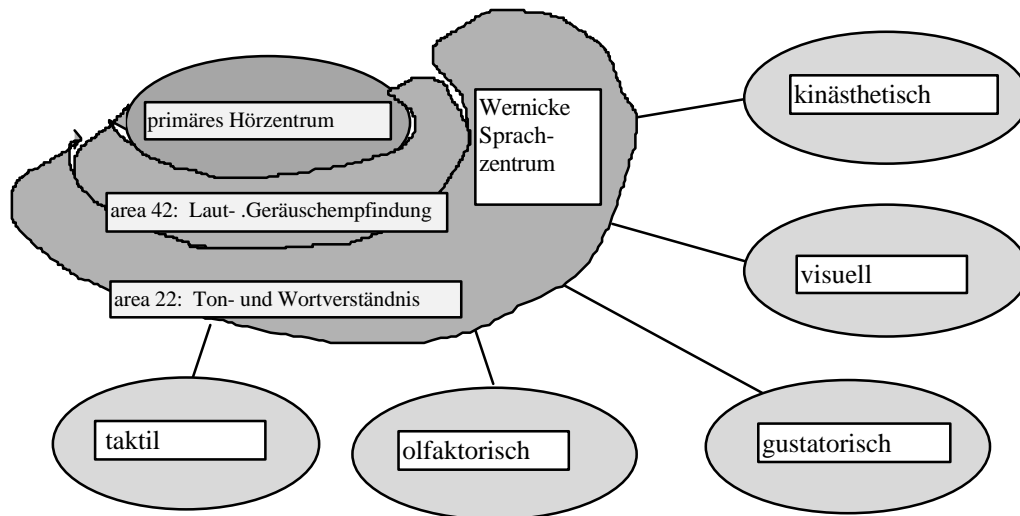 primäres Hörzentrum
Wernicke
Sprach-
zentrum
kinästhetisch
area 42:  Laut- .Geräuschempfindung
visuell
area 22:  Ton- und Wortverständnis
taktil
olfaktorisch
gustatorisch